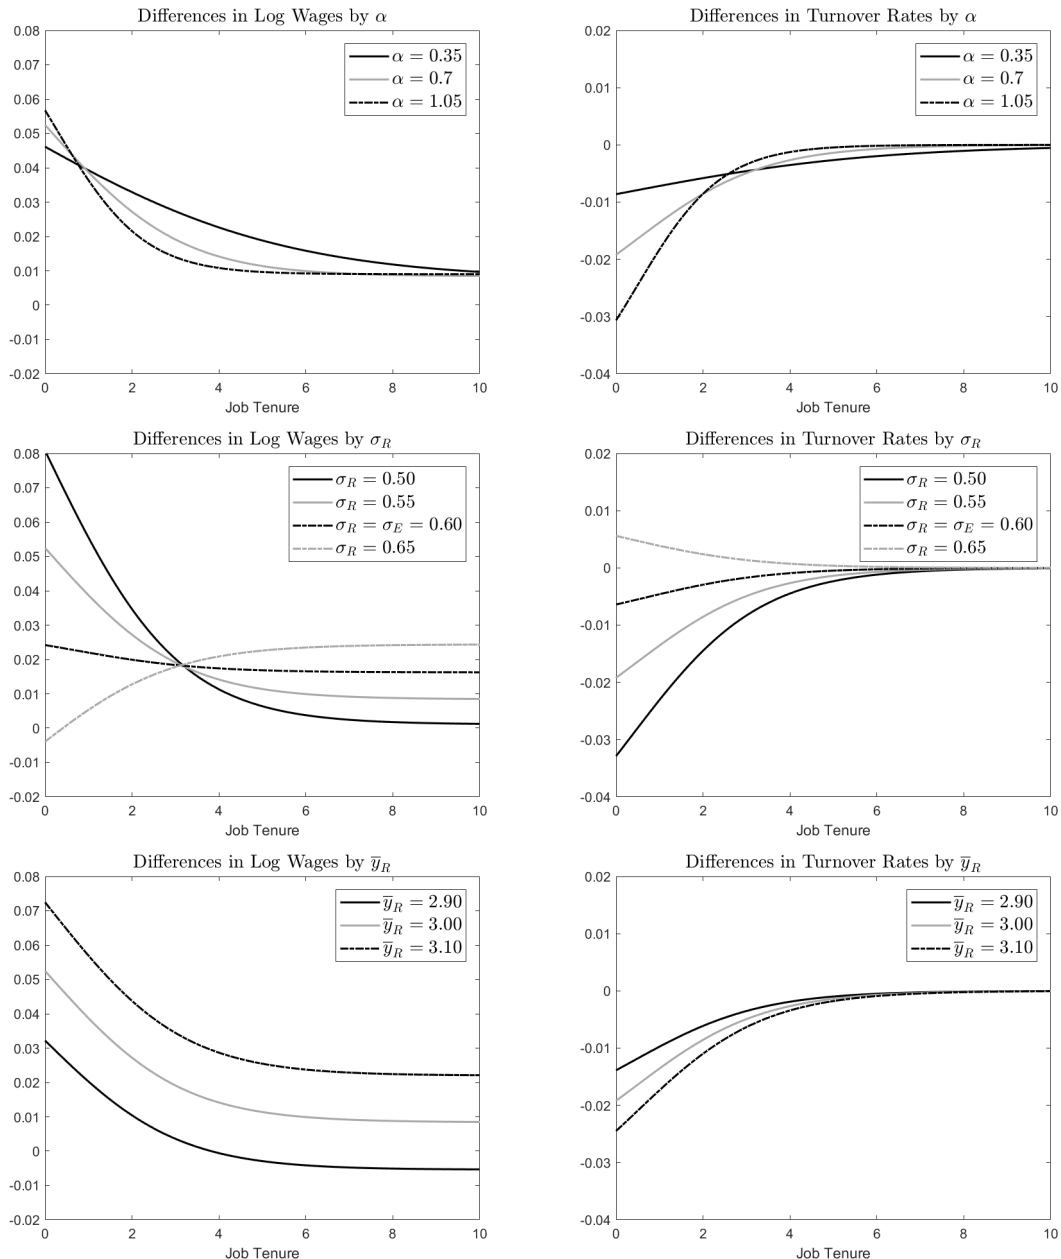 Differences in Log Wages by α
0.08
0.07
0.06
0.05
0.04
0.03
0.02
0.01
0
-0.01
-0.02
α = 0.35
α = 0.7
α = 1.05
0 2 4 6 8 10
Job Tenure
Differences in Turnover Rates by α
0.02
0.01
0
-0.01
-0.02
-0.03
-0.04
α = 0.35
α = 0.7
α = 1.05
0 2 4 6 8 10
Job Tenure
Differences in Log Wages by σ_R
0.08
0.07
0.06
0.05
0.04
0.03
0.02
0.01
0
-0.01
-0.02
σ_R = 0.50
σ_R = 0.55
σ_R = σ_E = 0.60
σ_R = 0.65
0 2 4 6 8 10
Job Tenure
Differences in Turnover Rates by σ_R
0.02
0.01
0
-0.01
-0.02
-0.03
-0.04
σ_R = 0.50
σ_R = 0.55
σ_R = σ_E = 0.60
σ_R = 0.65
0 2 4 6 8 10
Job Tenure
Differences in Log Wages by y̅_R
0.08
0.07
0.06
0.05
0.04
0.03
0.02
0.01
0
-0.01
-0.02
y̅_R = 2.90
y̅_R = 3.00
y̅_R = 3.10
0 2 4 6 8 10
Job Tenure
Differences in Turnover Rates by y̅_R
0.02
0.01
0
-0.01
-0.02
-0.03
-0.04
y̅_R = 2.90
y̅_R = 3.00
y̅_R = 3.10
0 2 4 6 8 10
Job Tenure